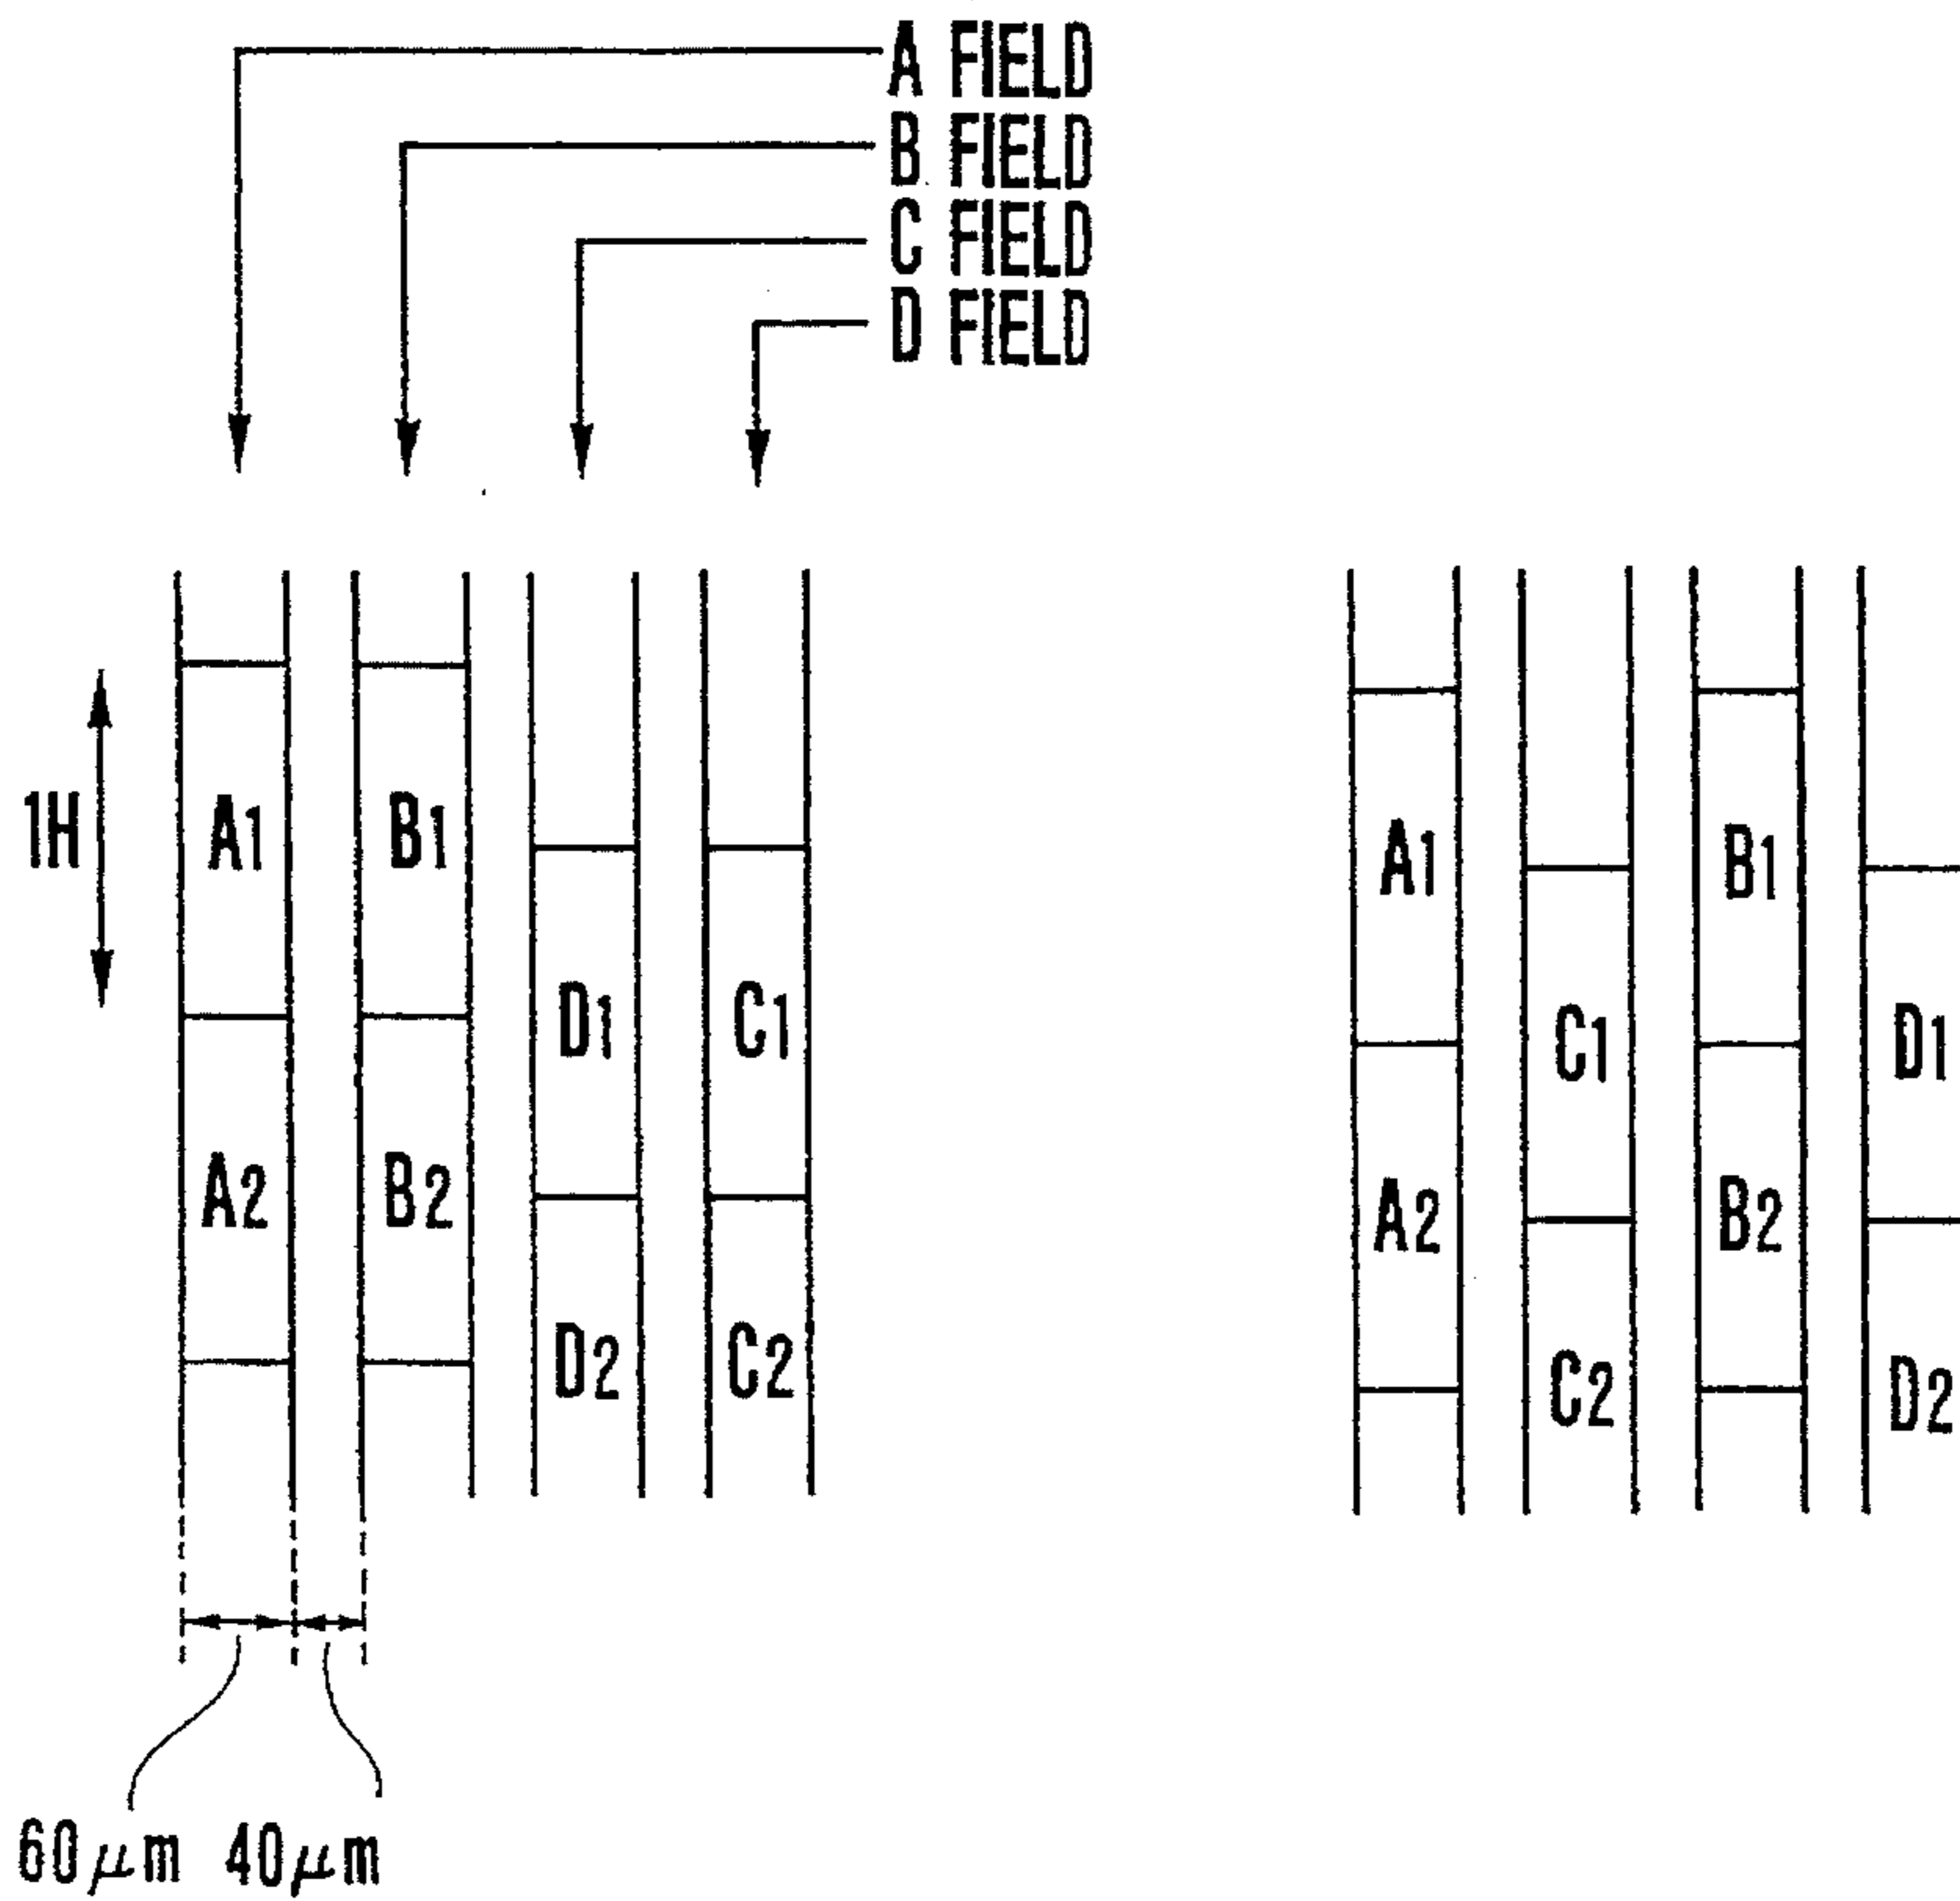 A FIELD
B FIELD
C FIELD
D FIELD
1H
A1 B1
D1 C1
A2 B2
D2 C2
A1 B1
C1 D1
A2 B2
C2 D2
60μm 40μm